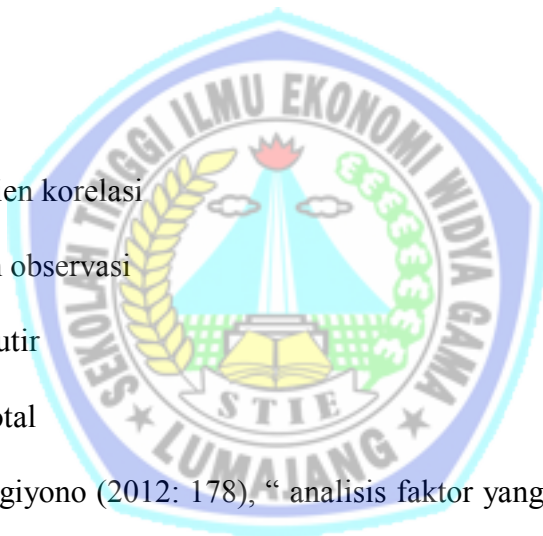 SEKOLAH TINGGI ILMU EKONOMI WIDYA GAMA
en korelasi
observasi
utir
otal
STIE
LUMAJANG
giyono (2012: 178), “ analisis faktor yang